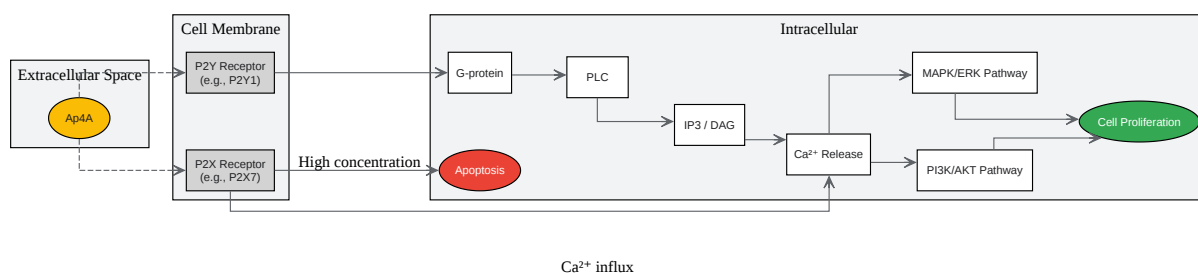 Cell Membrane
Intracellular
Extracellular Space
P2Y Receptor
(e.g., P2Y1)
G-protein
PLC
MAPK/ERK Pathway
Ap4A
IP3 / DAG
Cell Proliferation
P2X Receptor
(e.g., P2X7)
High concentration
Apoptosis
Ca²⁺ Release
PI3K/AKT Pathway
Ca²⁺ influx